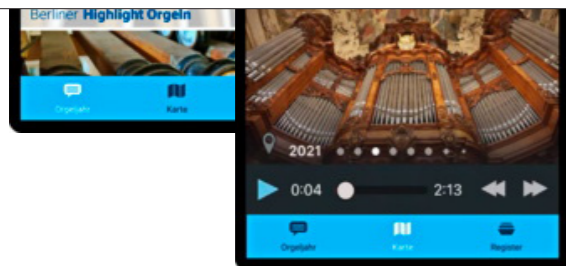 Berliner Highlight Orgeln
Orgeljahr
Karte
2021
0:04
2:13
Orgeljahr
Karte
Register